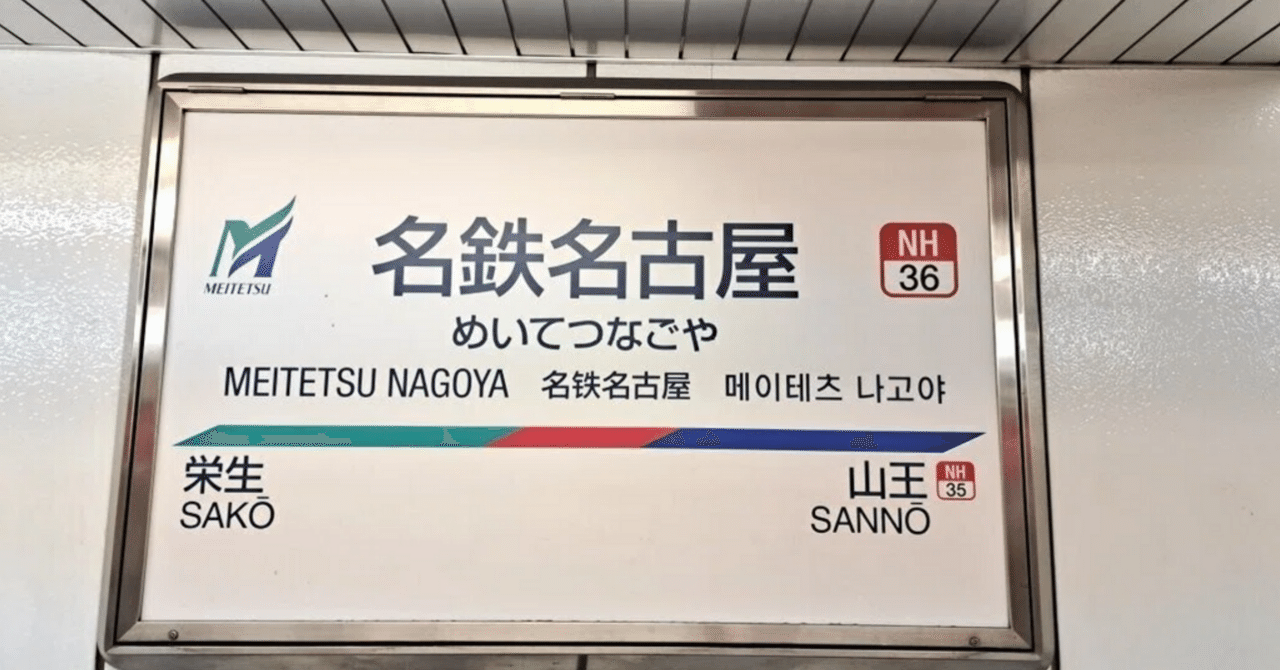 MEITETSU
名鉄名古屋
NH
36
めいてつなごや
MEITETSU NAGOYA 名铁名古屋 메이테츠 나고야
栄生
SAKŌ
山王
SANNŌ
NH
35